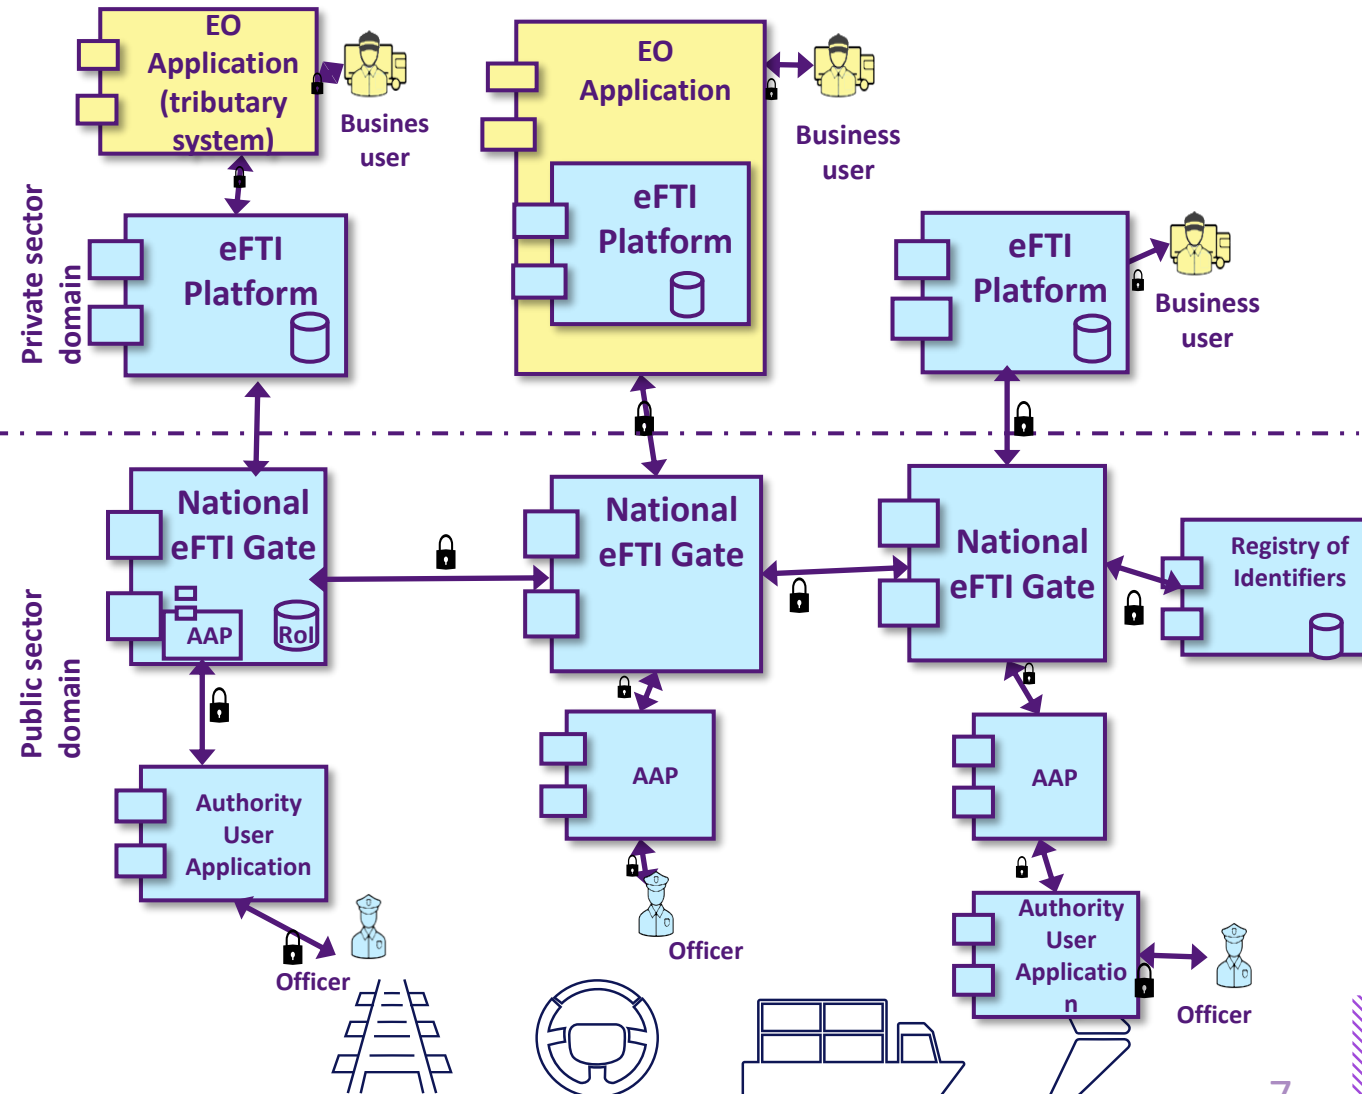 EO
Application
(tributary
system)
Busines
user
EO
Application
Business
user
eFTI
Platform
eFTI
Platform
eFTI
Platform
Business
user
Private sector
domain
National
eFTI Gate
AAP
RoI
National
eFTI Gate
National
eFTI Gate
Registry of
Identifiers
Public sector
domain
Authority
User
Application
Officer
AAP
Officer
AAP
Authority
User
Applicatio
n
Officer
7